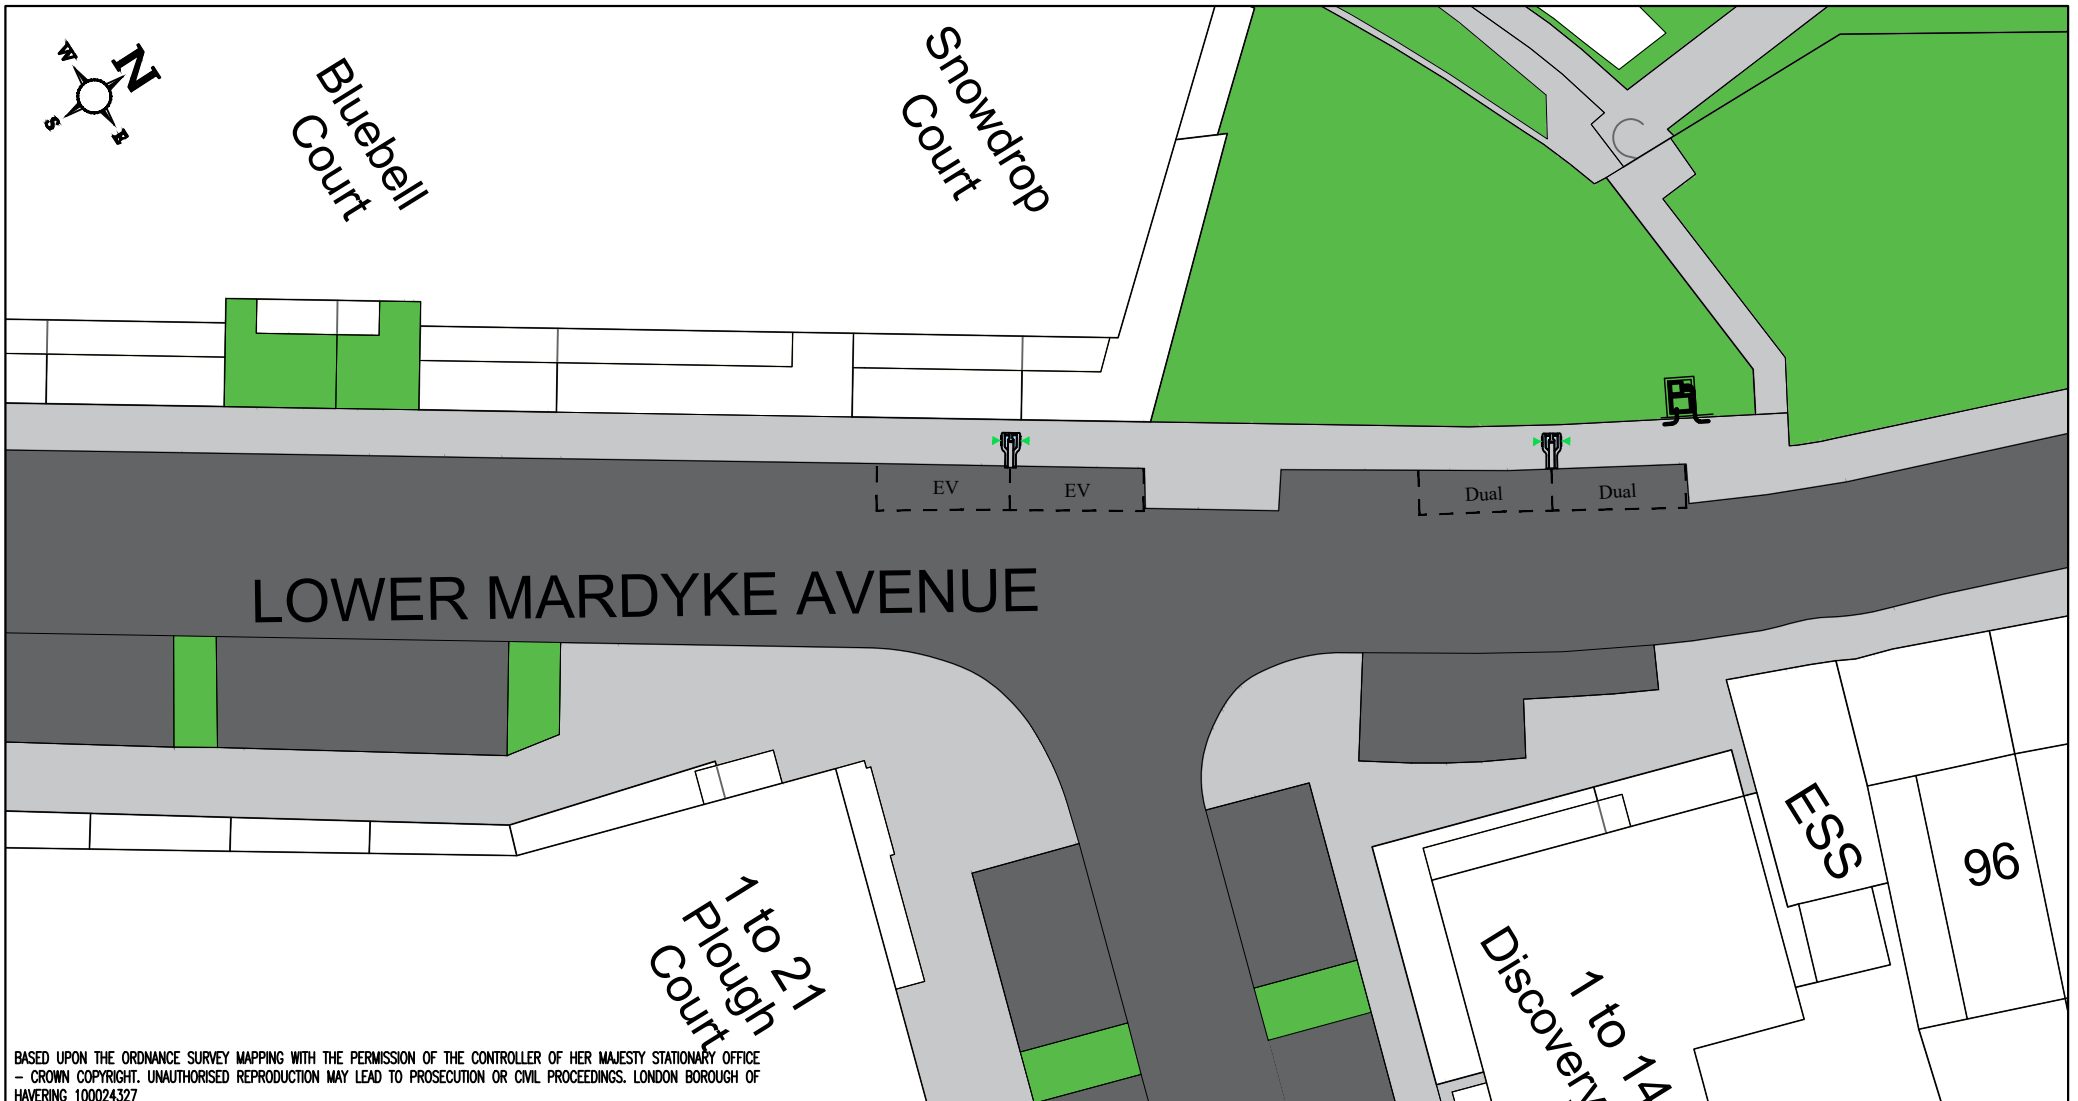 N
W
S
E
Bluebell
Court
Snowdrop
Court
EV
EV
Dual
Dual
LOWER MARDYKE AVENUE
1 to 21
Plough
Court
1 to 14
Discovery
ESS
96
BASED UPON THE ORDNANCE SURVEY MAPPING WITH THE PERMISSION OF THE CONTROLLER OF HER MAJESTY STATIONARY OFFICE
– CROWN COPYRIGHT. UNAUTHORISED REPRODUCTION MAY LEAD TO PROSECUTION OR CIVIL PROCEEDINGS. LONDON BOROUGH OF
HAVERING 100024327